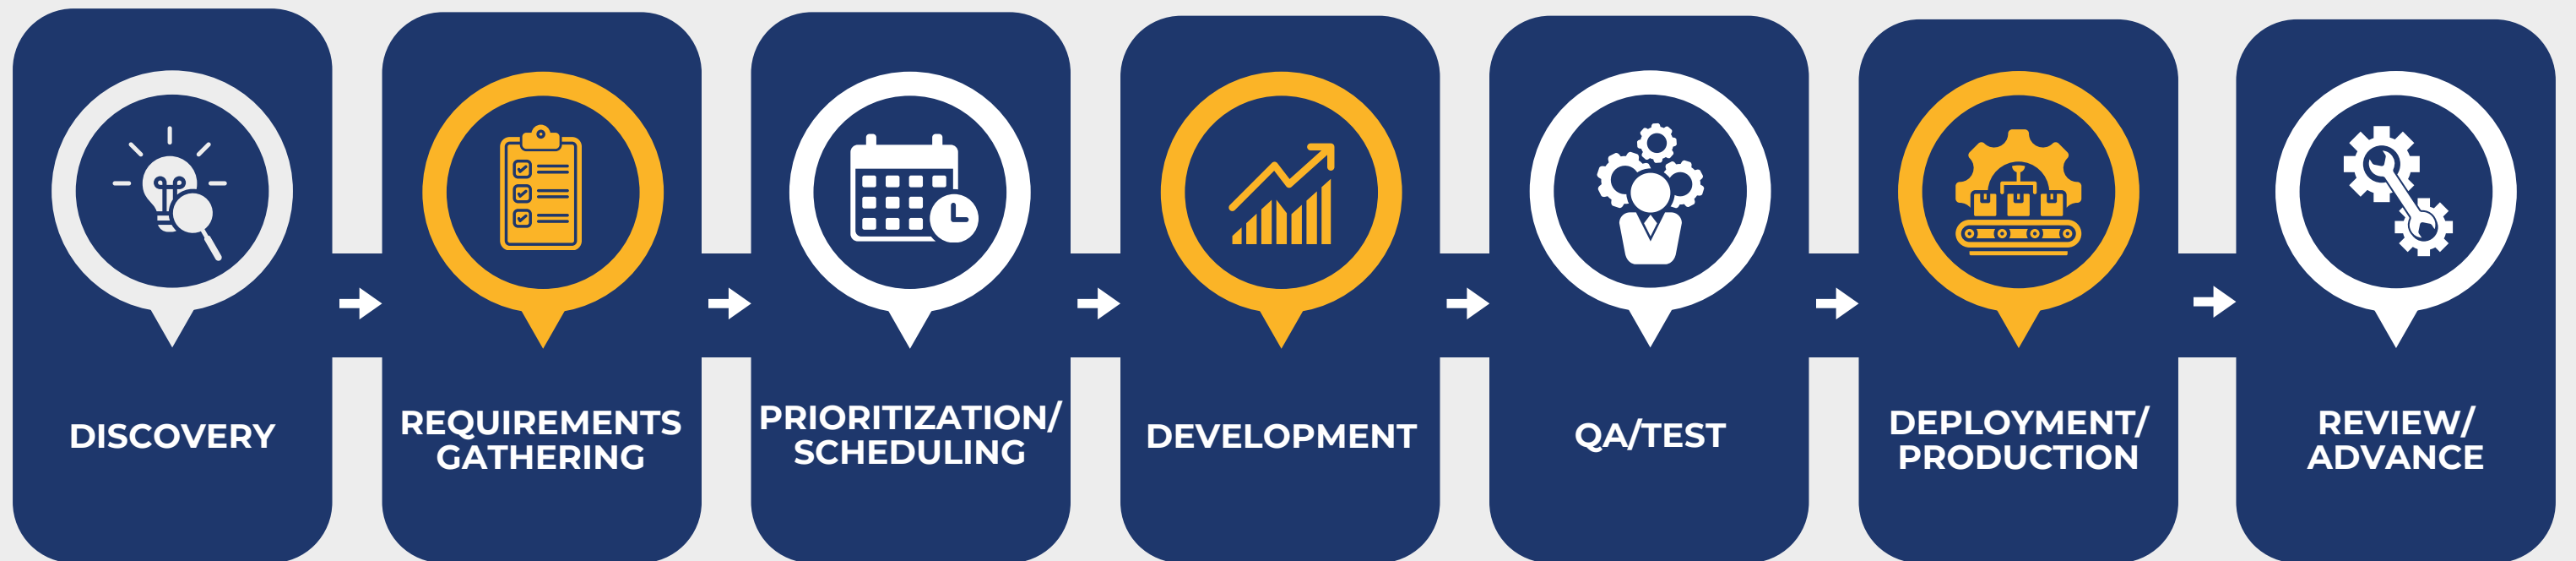 DISCOVERY
REQUIREMENTS
GATHERING
PRIORITIZATION/
SCHEDULING
DEVELOPMENT
QA/TEST
DEPLOYMENT/
PRODUCTION
REVIEW/
ADVANCE